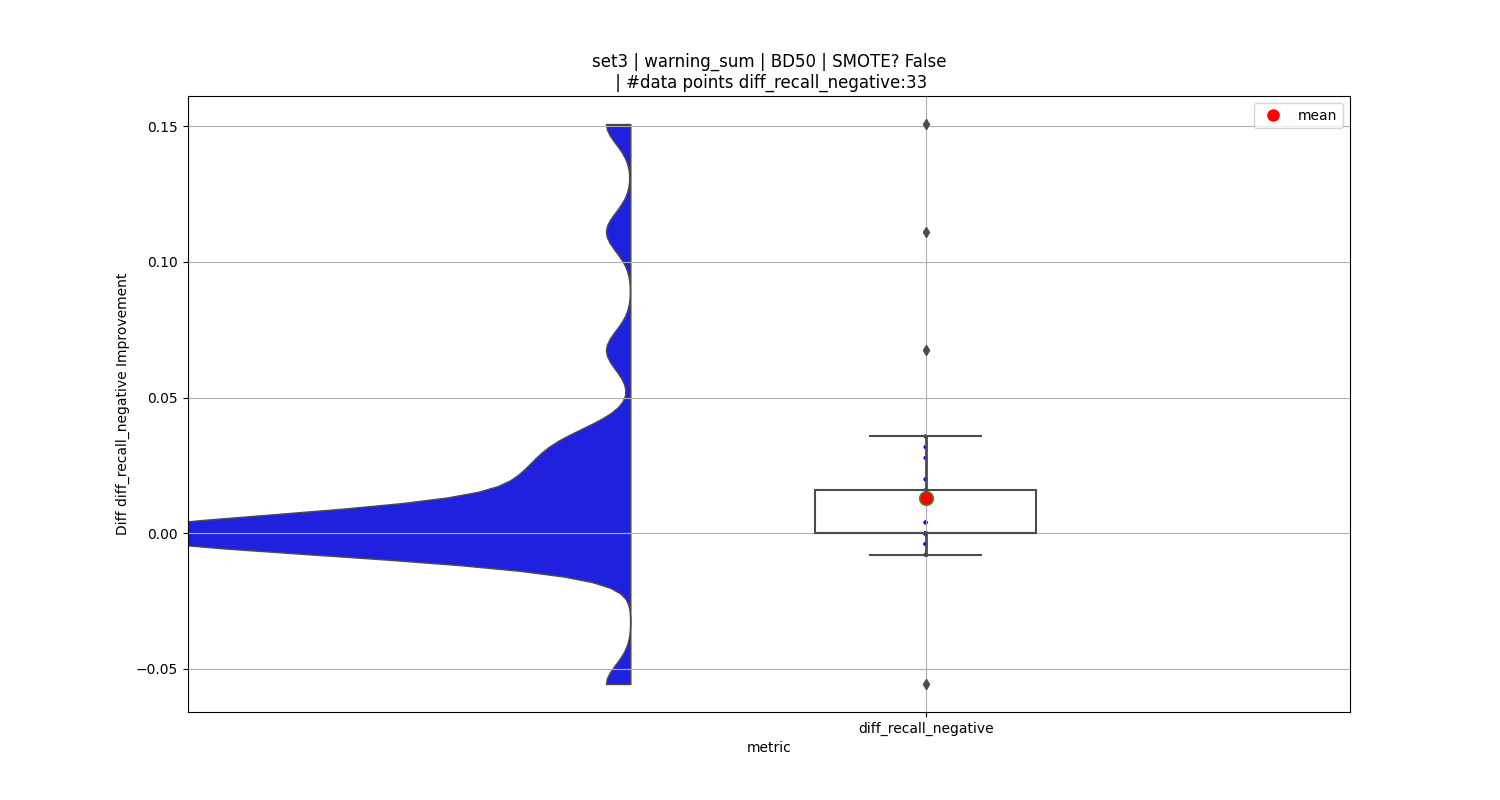 set3 | warning_sum | BD50 | SMOTE? False
| #data points diff_recall_negative:33
mean
0.15
0.10
0.05
0.00
−0.05
Diff diff_recall_negative Improvement
diff_recall_negative
metric